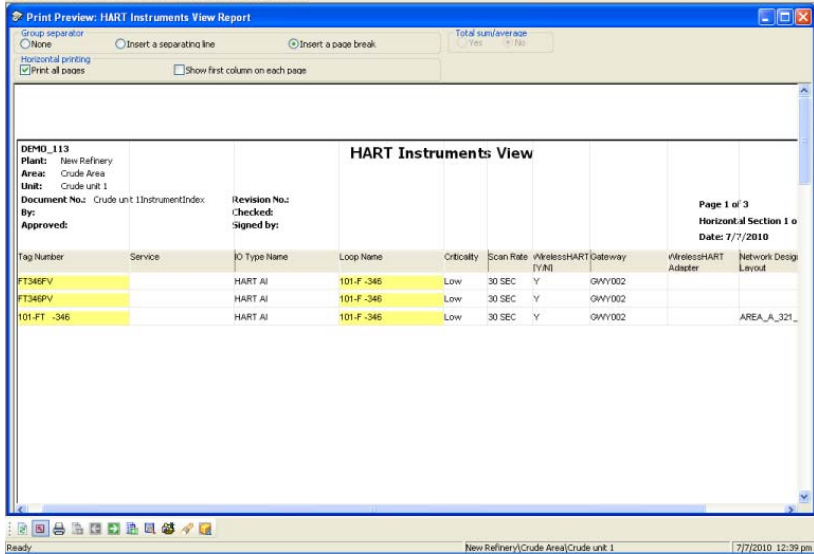 Print Preview: HART Instruments View Report
Group separator
None Insert a separating line Insert a page break
Total sum/average
Yes No
Horizontal printing
Print all pages Show first column on each page
DEMO_113
HART Instruments View
Plant: New Refinery
Area: Crude Area
Unit: Crude unit 1
Document No.: Crude unit 1InstrumentIndex Revision No.:
By: Checked:
Approved: Signed by:
Page 1 of 3
Horizontal Section 1 o
Date: 7/7/2010
Tag Number Service IO Type Name Loop Name Criticality Scan Rate WirelessHART [Y/N] Gateway WirelessHART Adapter Network Design Layout
FT346FV HART AI 101-F -346 Low 30 SEC Y GWY002
FT346PV HART AI 101-F -346 Low 30 SEC Y GWY002
101-FT -346 HART AI 101-F -346 Low 30 SEC Y GWY002 AREA_A_321_
Ready New Refinery\Crude Area\Crude unit 1 7/7/2010 12:39 pm